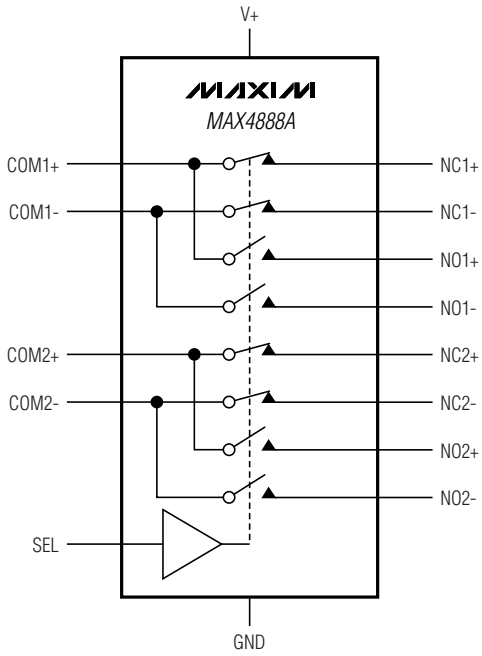 V+
MAXIM
MAX4888A
COM1+
NC1+
COM1-
NC1-
NO1+
NO1-
COM2+
NC2+
COM2-
NC2-
NO2+
NO2-
SEL
GND